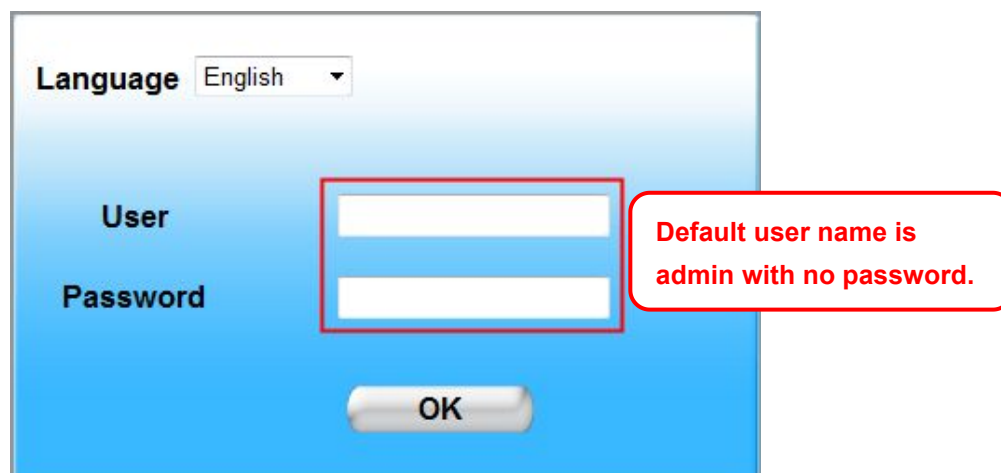 Language English
User
Default user name is
admin with no password.
Password
OK